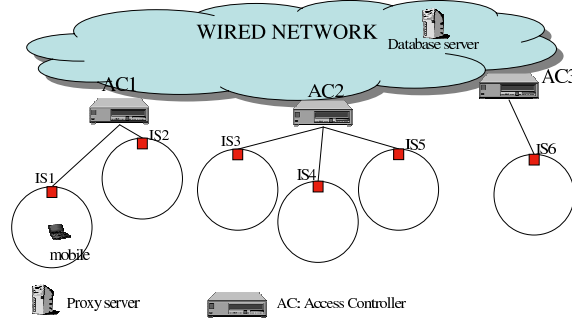 WIRED NETWORK
Database server
AC1
AC2
AC3
IS1
IS2
IS3
IS4
IS5
IS6
mobile
Proxy server
AC: Access Controller